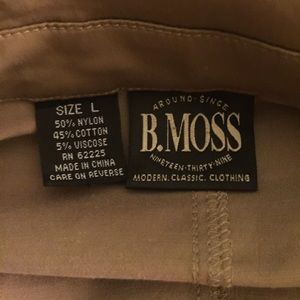 SIZE L
50% NYLON
45% COTTON
5% VISCOSE
RN 62225
MADE IN CHINA
CARE ON REVERSE
AROUND SINCE
B.MOSS
NINETEEN-THIRTY-NINE
MODERN. CLASSIC. CLOTHING